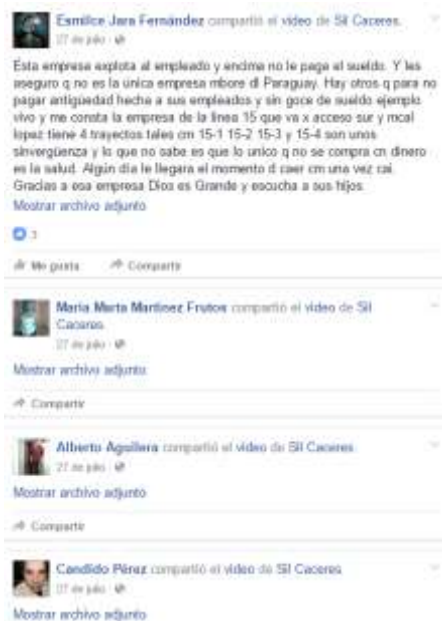 Esmilce Jara Fernández compartió el video de Sil Caceres.
27 de julio
Esta empresa explota al empleado y encima no le paga el sueldo. Y les
aseguro q no es la unica empresa mbore dl Paraguay. Hay otros q para no
pagar antigüedad hecha a sus empleados y sin goce de sueldo ejemplo
vivo y me consta la empresa de la linea 15 que va x acceso sur y mcal
lopez tiene 4 trayectos tales cm 15-1 15-2 15-3 y 15-4 son unos
sinvergüenza y lo que no sabe es que lo unico q no se compra cn dinero
es la salud. Algún día le llegara el momento d caer cm una vez caí.
Gracias a esa empresa Dios es Grande y escucha a sus hijos.
Mostrar archivo adjunto
3
Me gusta Compartir
María Marta Martinez Frutos compartió el video de Sil
Caceres.
27 de julio
Mostrar archivo adjunto
Compartir
Alberto Aguilera compartió el video de Sil Caceres.
27 de julio
Mostrar archivo adjunto
Compartir
Candido Pérez compartió el video de Sil Caceres.
27 de julio
Mostrar archivo adjunto